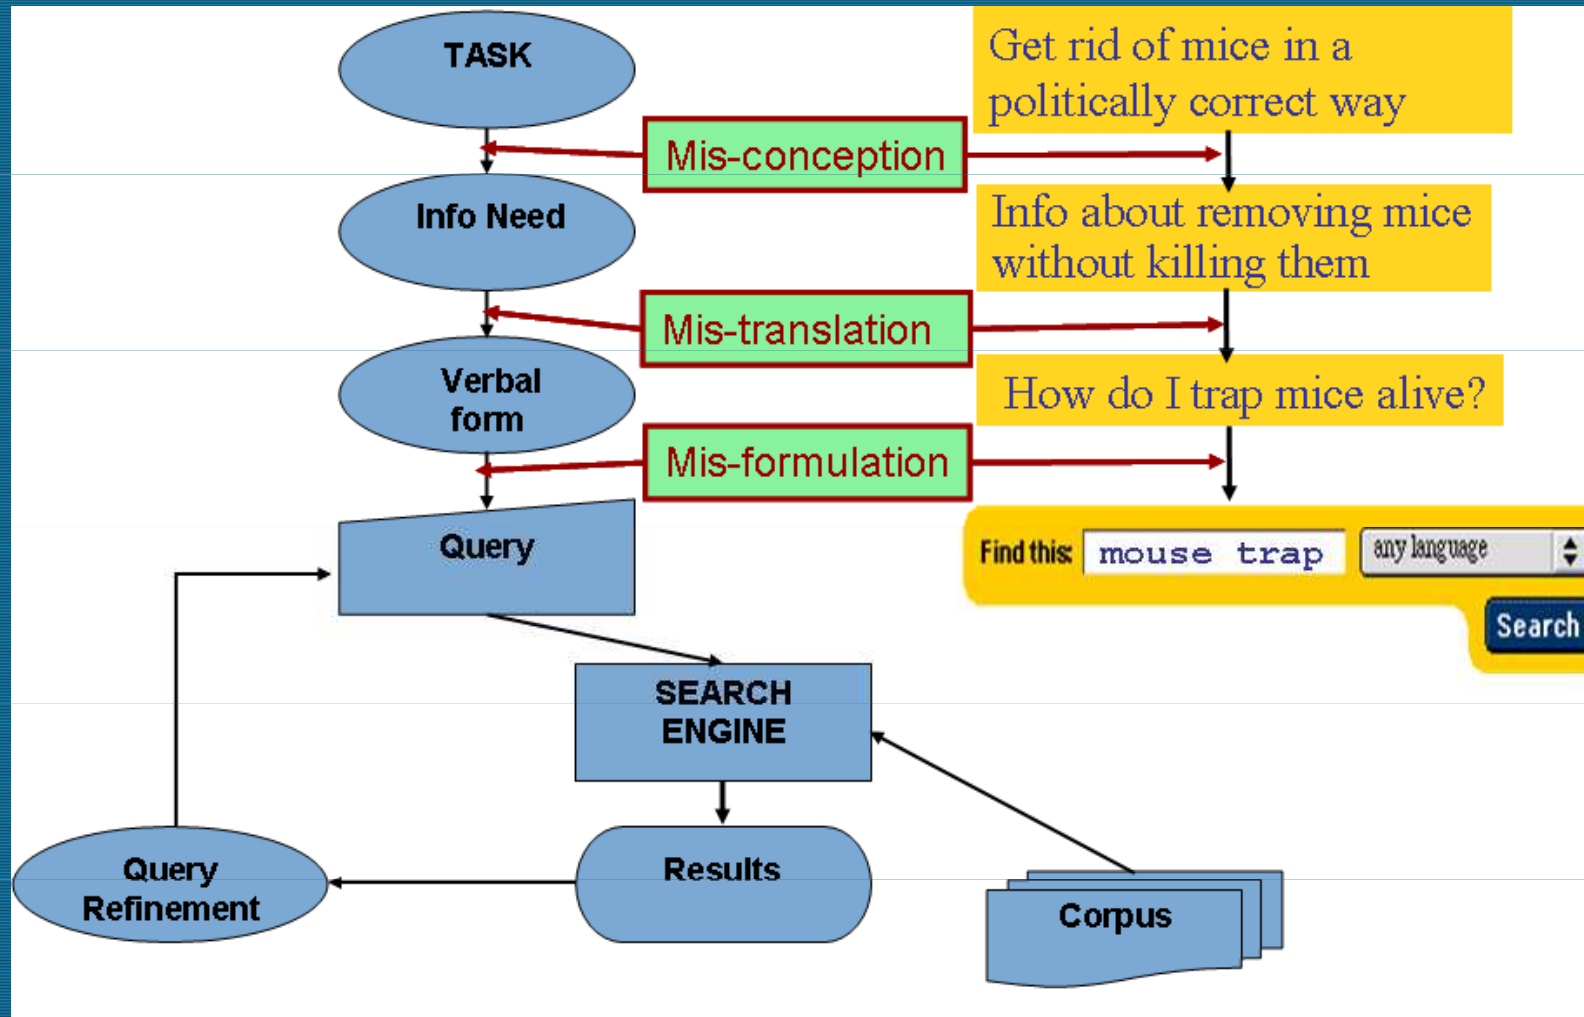 TASK
Get rid of mice in a
politically correct way
Mis-conception
Info Need
Info about removing mice
without killing them
Mis-translation
Verbal
form
How do I trap mice alive?
Mis-formulation
Query
Find this:
mouse trap
any language
Search
SEARCH
ENGINE
Results
Query
Refinement
Corpus